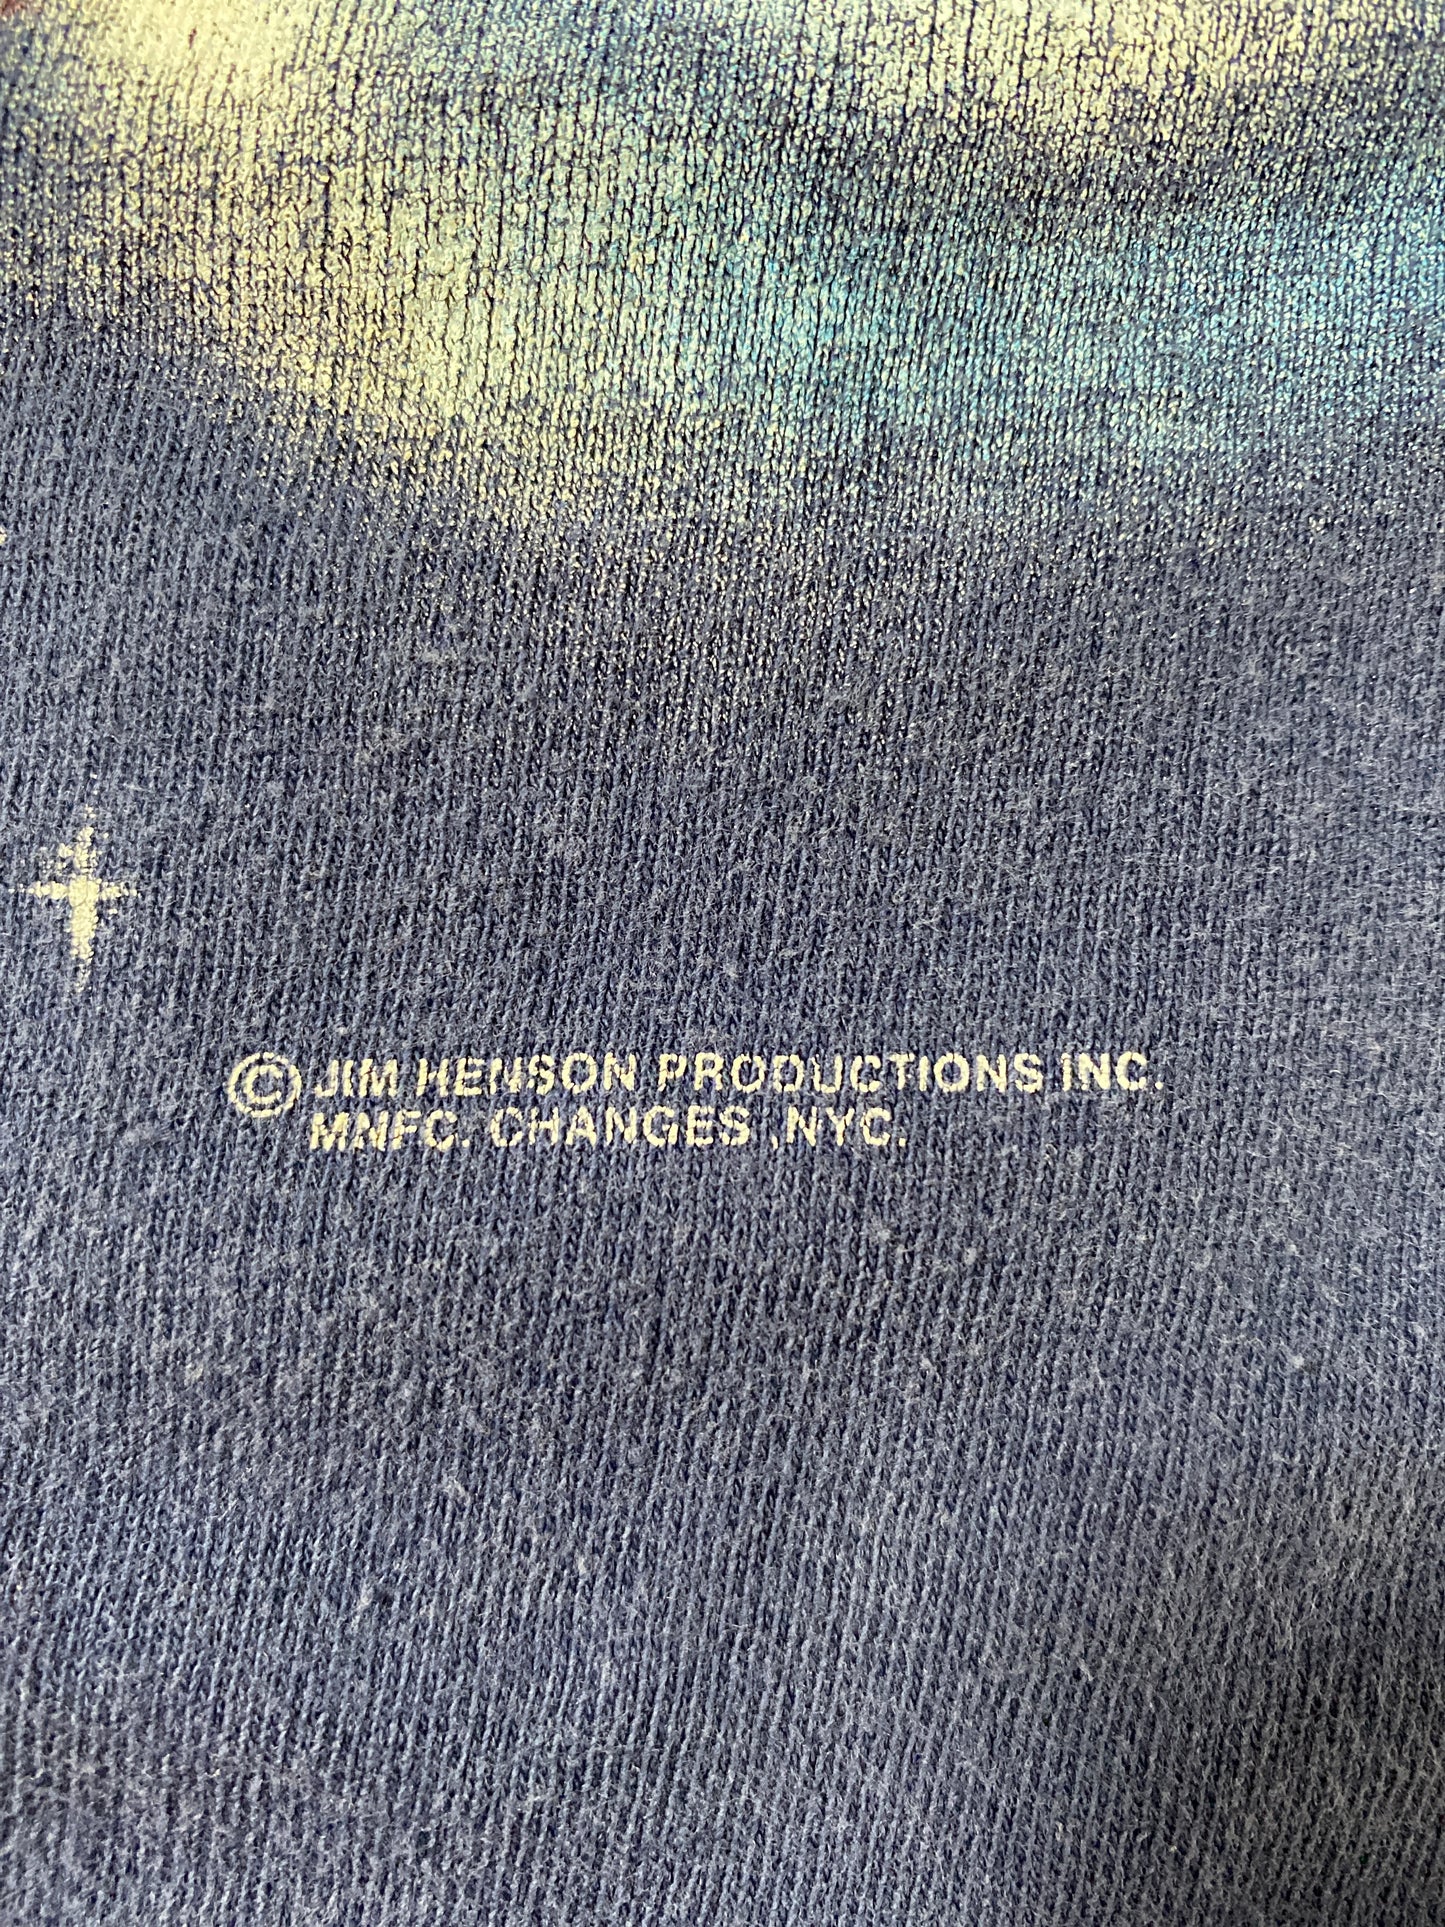 © JIM HENSON PRODUCTIONS INC.
MNFC. CHANGES ,NYC.